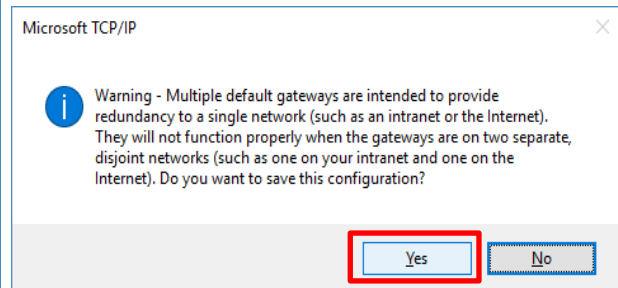 Microsoft TCP/IP
Warning - Multiple default gateways are intended to provide
redundancy to a single network (such as an intranet or the Internet).
They will not function properly when the gateways are on two separate,
disjoint networks (such as one on your intranet and one on the
Internet). Do you want to save this configuration?
Yes
No